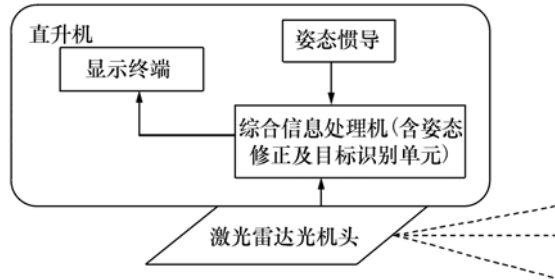 直升机
姿态惯导
显示终端
综合信息处理机(含姿态
修正及目标识别单元)
激光雷达光机头